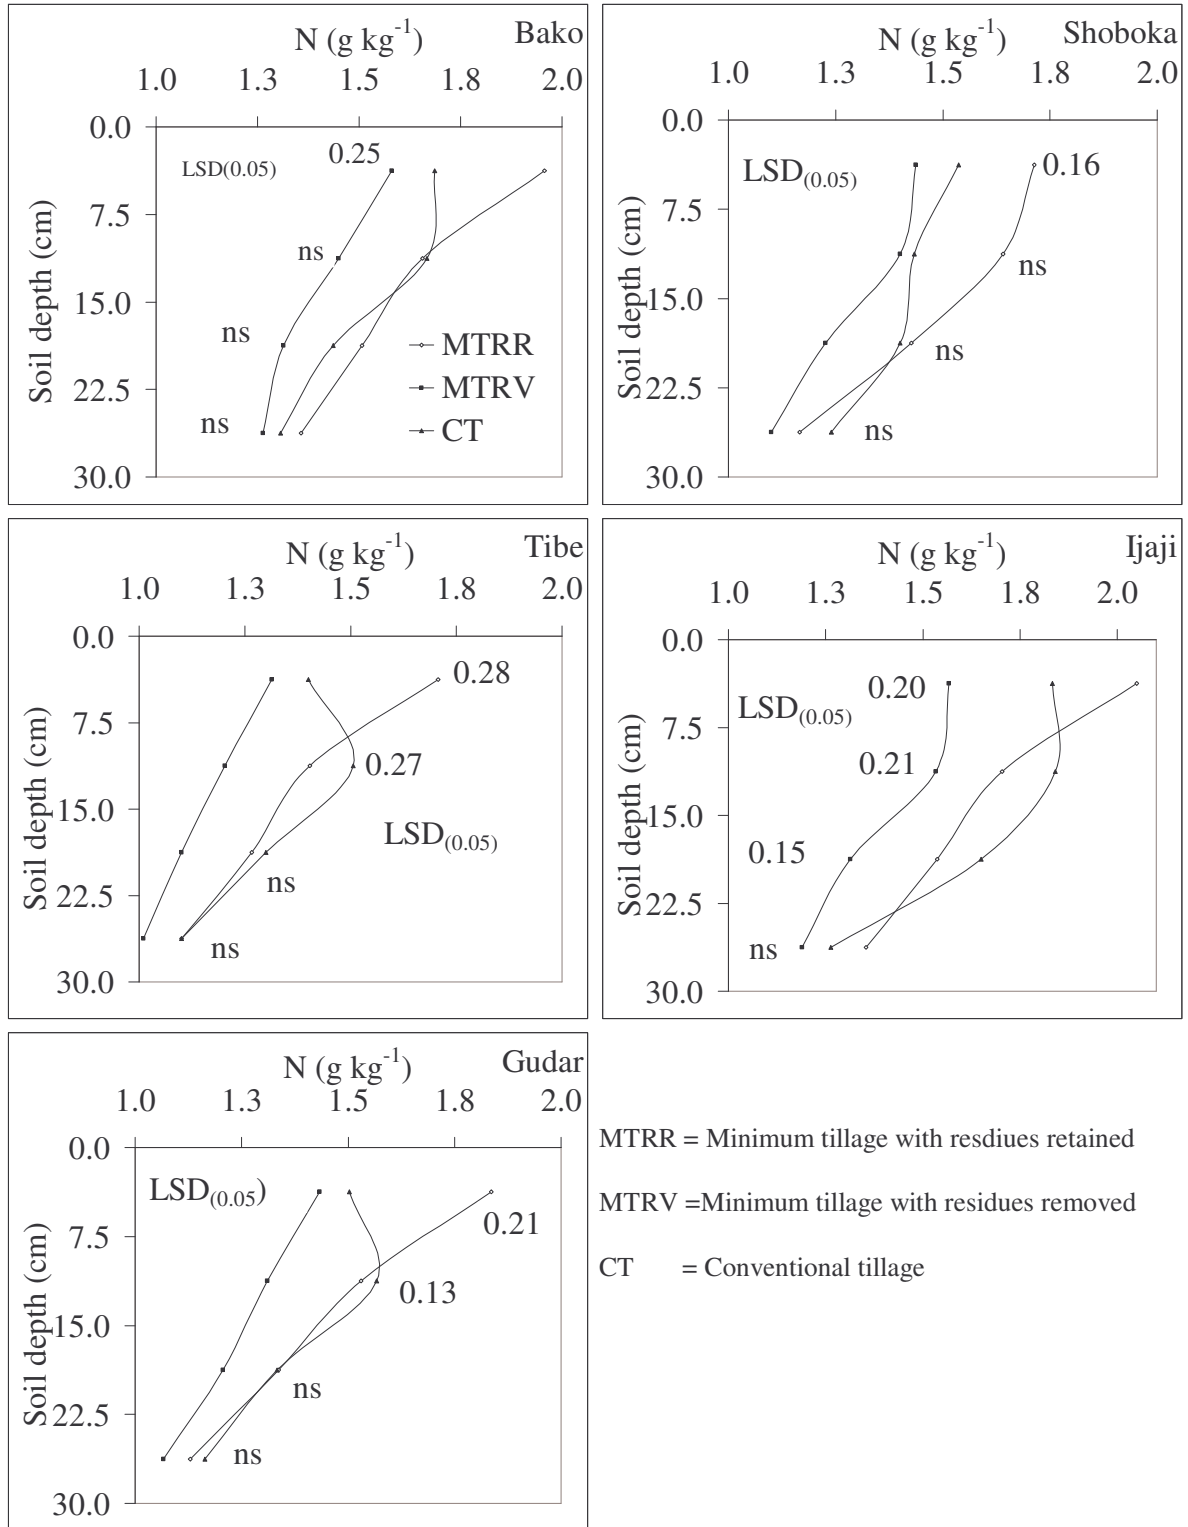 N (g kg-1) Bako
1.0 1.3 1.5 1.8 2.0
0.0
LSD(0.05) 0.25
7.5
ns
15.0
ns
MTRR
22.5
MTRV
ns
CT
30.0
Soil depth (cm)
N (g kg-1) Shoboka
1.0 1.3 1.5 1.8 2.0
0.0
LSD(0.05) 0.16
7.5
ns
15.0
ns
22.5
ns
30.0
Soil depth (cm)
N (g kg-1) Tibe
1.0 1.3 1.5 1.8 2.0
0.0
0.28
7.5
0.27
15.0
LSD(0.05)
ns
22.5
ns
30.0
Soil depth (cm)
N (g kg-1) Ijaji
1.0 1.3 1.5 1.8 2.0
0.0
0.20
LSD(0.05)
7.5
0.21
15.0
0.15
22.5
ns
30.0
Soil depth (cm)
N (g kg-1) Gudar
1.0 1.3 1.5 1.8 2.0
0.0
LSD(0.05)
0.21
7.5
0.13
15.0
ns
22.5
ns
30.0
Soil depth (cm)
MTRR = Minimum tillage with resdiues retained
MTRV =Minimum tillage with residues removed
CT = Conventional tillage